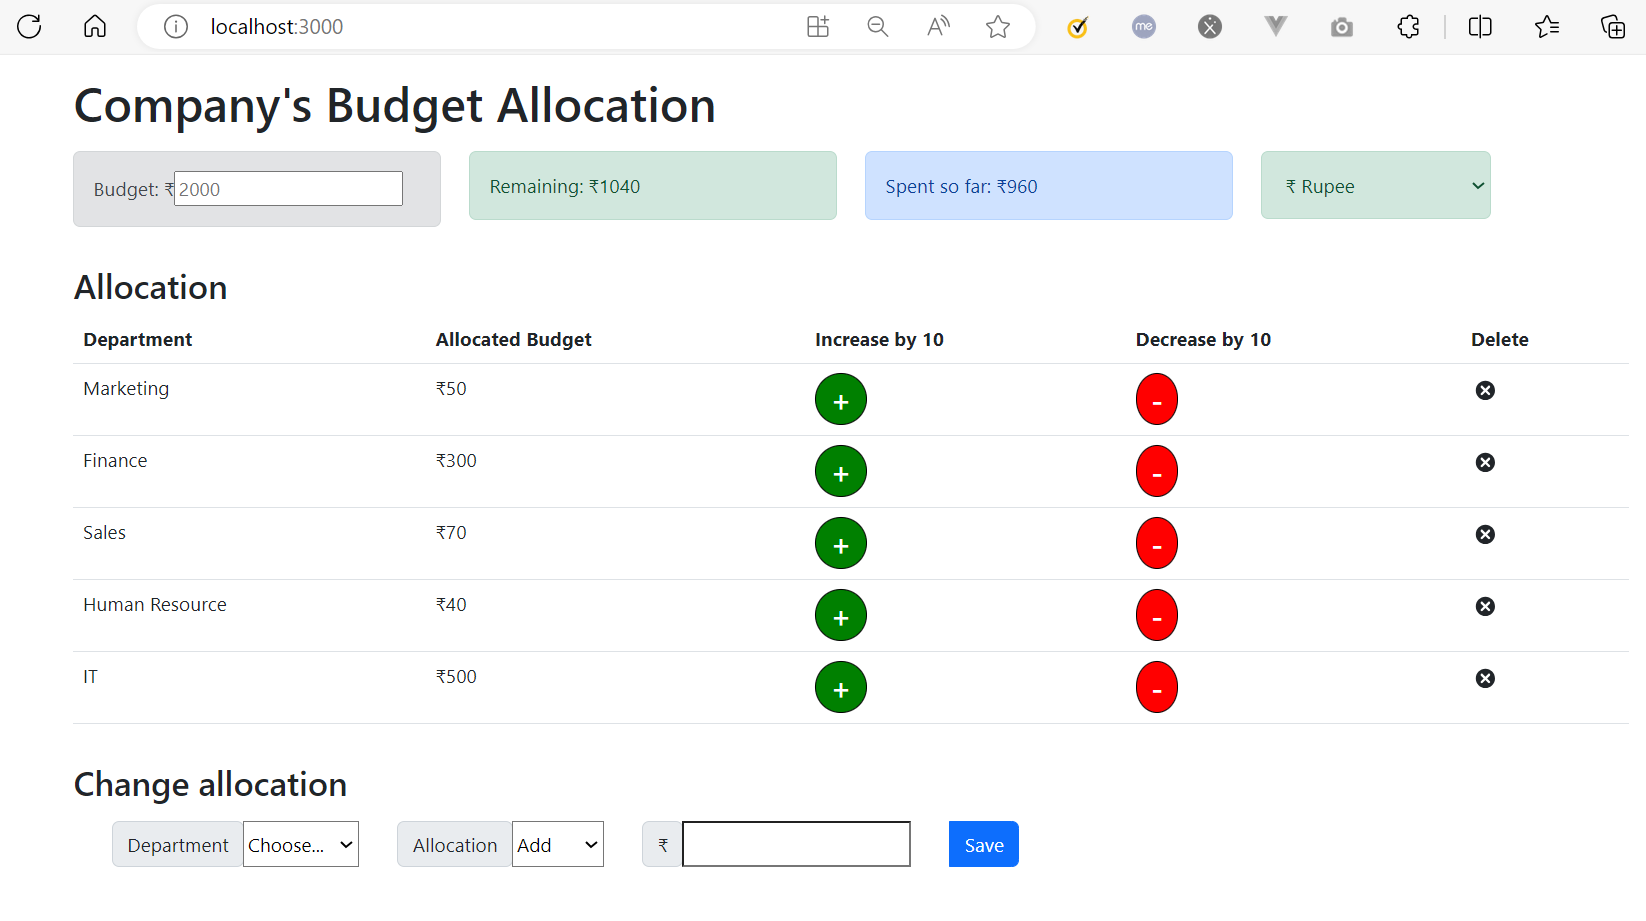 localhost:3000
me
Company's Budget Allocation
Budget: ₹ 2000
Remaining: ₹1040
Spent so far: ₹960
₹ Rupee
Allocation
Department Allocated Budget Increase by 10 Decrease by 10 Delete
Marketing ₹50 + -
Finance ₹300 + -
Sales ₹70 + -
Human Resource ₹40 + -
IT ₹500 + -
Change allocation
Department Choose... Allocation Add ₹ Save